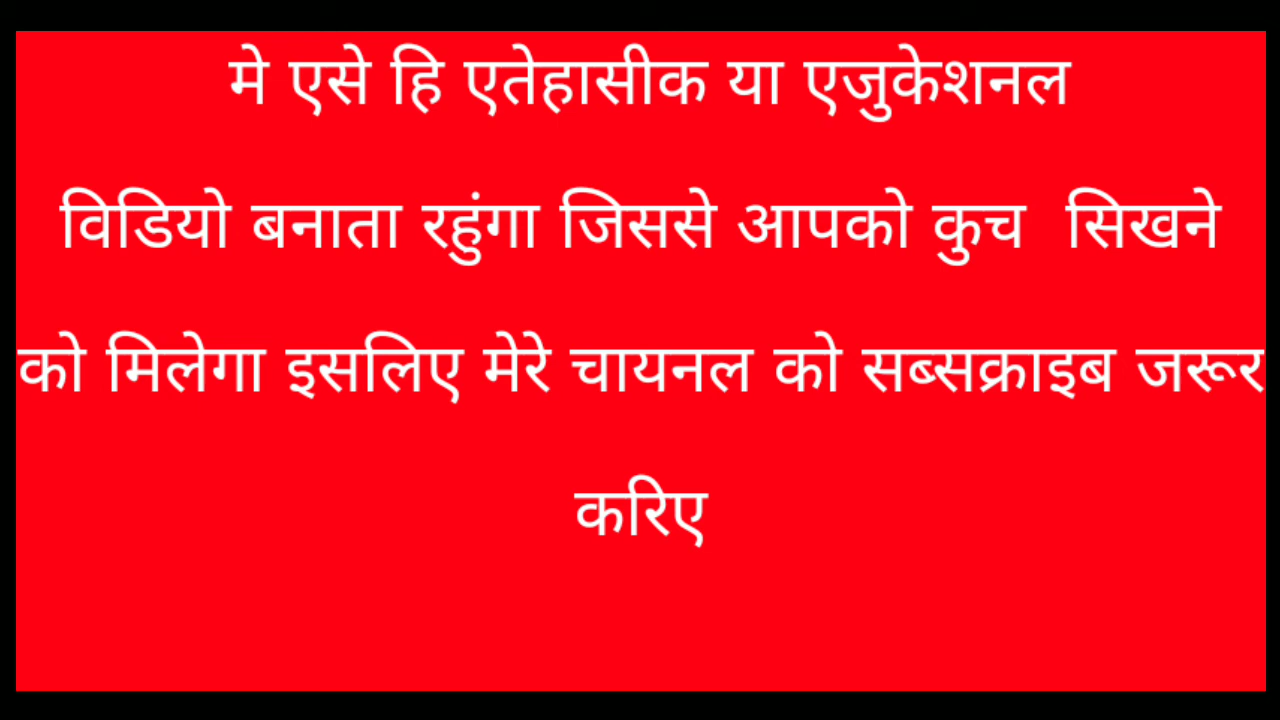 मे एसे हि एतेहासीक या एजुकेशनल
विडियो बनाता रहुंगा जिससे आपको कुच सिखने
को मिलेगा इसलिए मेरे चायनल को सब्सक्राइब जरूर
करिए